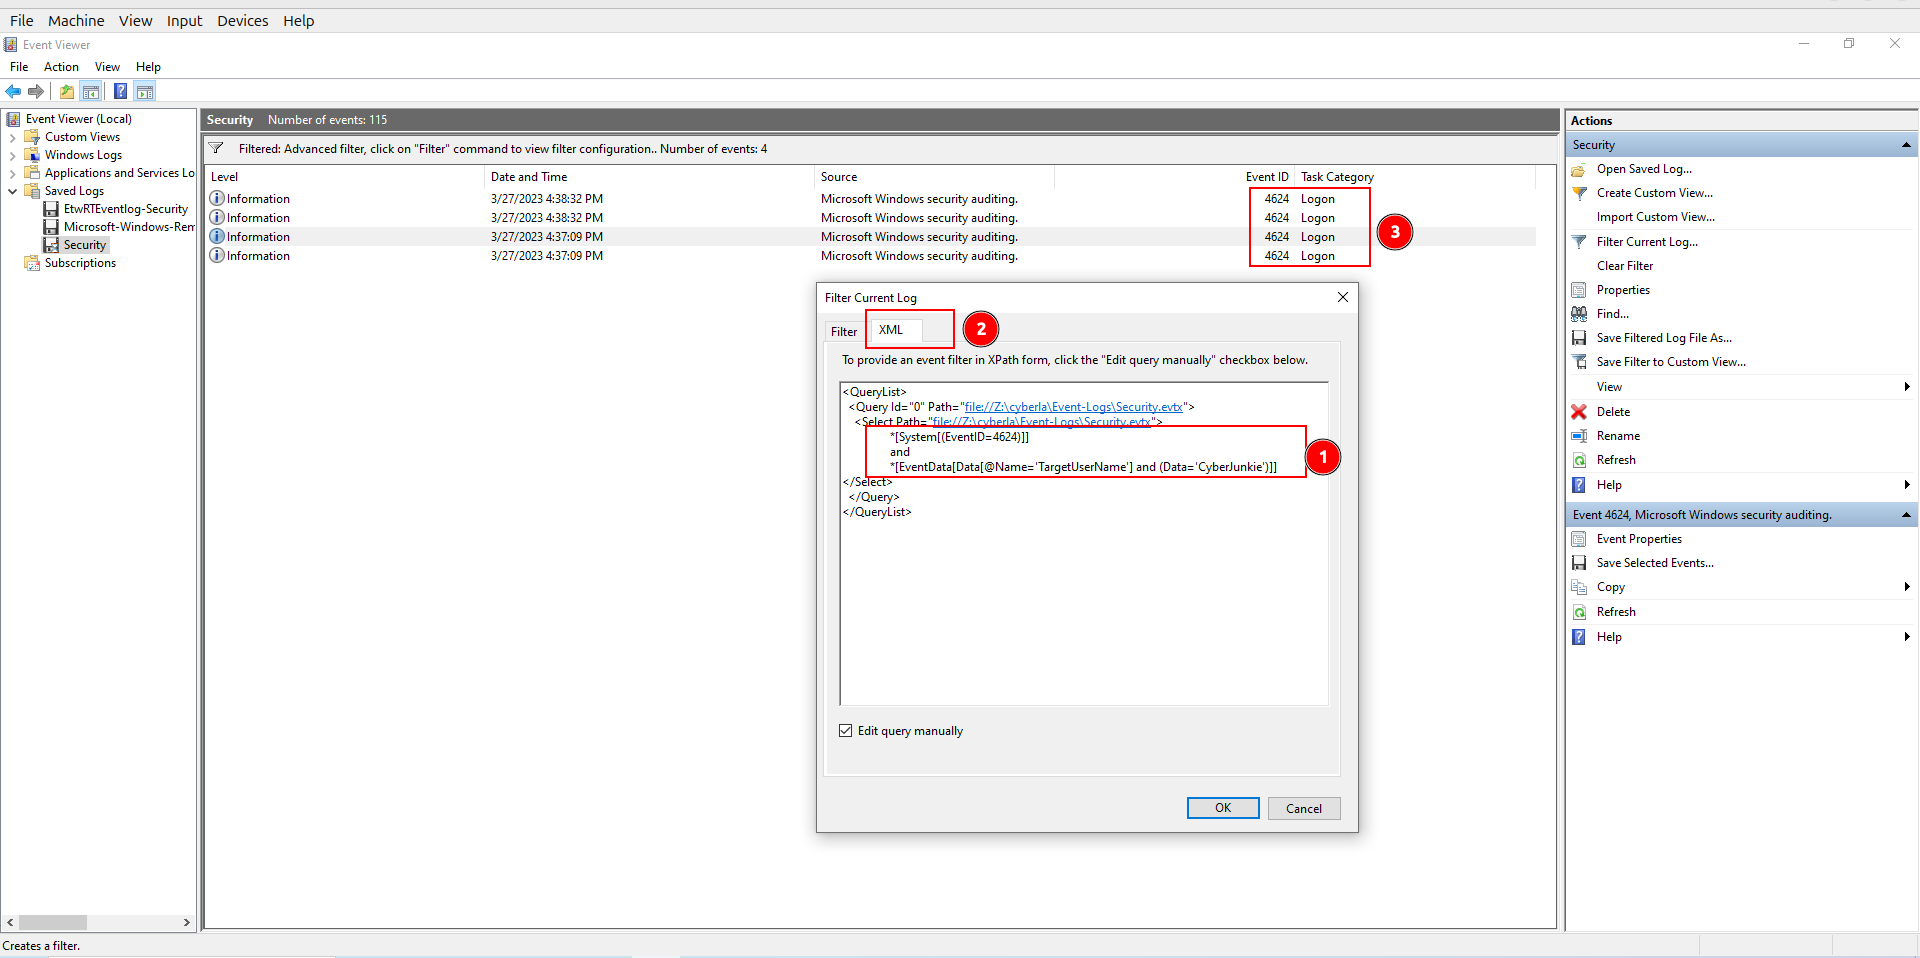 File Machine View Input Devices Help
Event Viewer
File Action View Help
Event Viewer (Local)
Custom Views
Windows Logs
Applications and Services Lo
Saved Logs
EtwRTEventlog-Security
Microsoft-Windows-Rem
Security
Subscriptions
Security Number of events: 115
Filtered: Advanced filter, click on "Filter" command to view filter configuration.. Number of events: 4
Level Date and Time Source Event ID Task Category
Information 3/27/2023 4:38:32 PM Microsoft Windows security auditing. 4624 Logon
Information 3/27/2023 4:38:32 PM Microsoft Windows security auditing. 4624 Logon
Information 3/27/2023 4:37:09 PM Microsoft Windows security auditing. 4624 Logon
Information 3/27/2023 4:37:09 PM Microsoft Windows security auditing. 4624 Logon
3
Filter Current Log
Filter XML
2
To provide an event filter in XPath form, click the "Edit query manually" checkbox below.
<QueryList>
<Query Id="0" Path="file://Z:\cyberla\Event-Logs\Security.evtx">
<Select Path="file://Z:\cyberla\Event-Logs\Security.evtx">
*[System[(EventID=4624)]]
and
*[EventData[Data[@Name='TargetUserName'] and (Data='CyberJunkie')]]
1
</Select>
</Query>
</QueryList>
Edit query manually
OK Cancel
Actions
Security
Open Saved Log...
Create Custom View...
Import Custom View...
Filter Current Log...
Clear Filter
Properties
Find...
Save Filtered Log File As...
Save Filter to Custom View...
View
Delete
Rename
Refresh
Help
Event 4624, Microsoft Windows security auditing.
Event Properties
Save Selected Events...
Copy
Refresh
Help
Creates a filter.